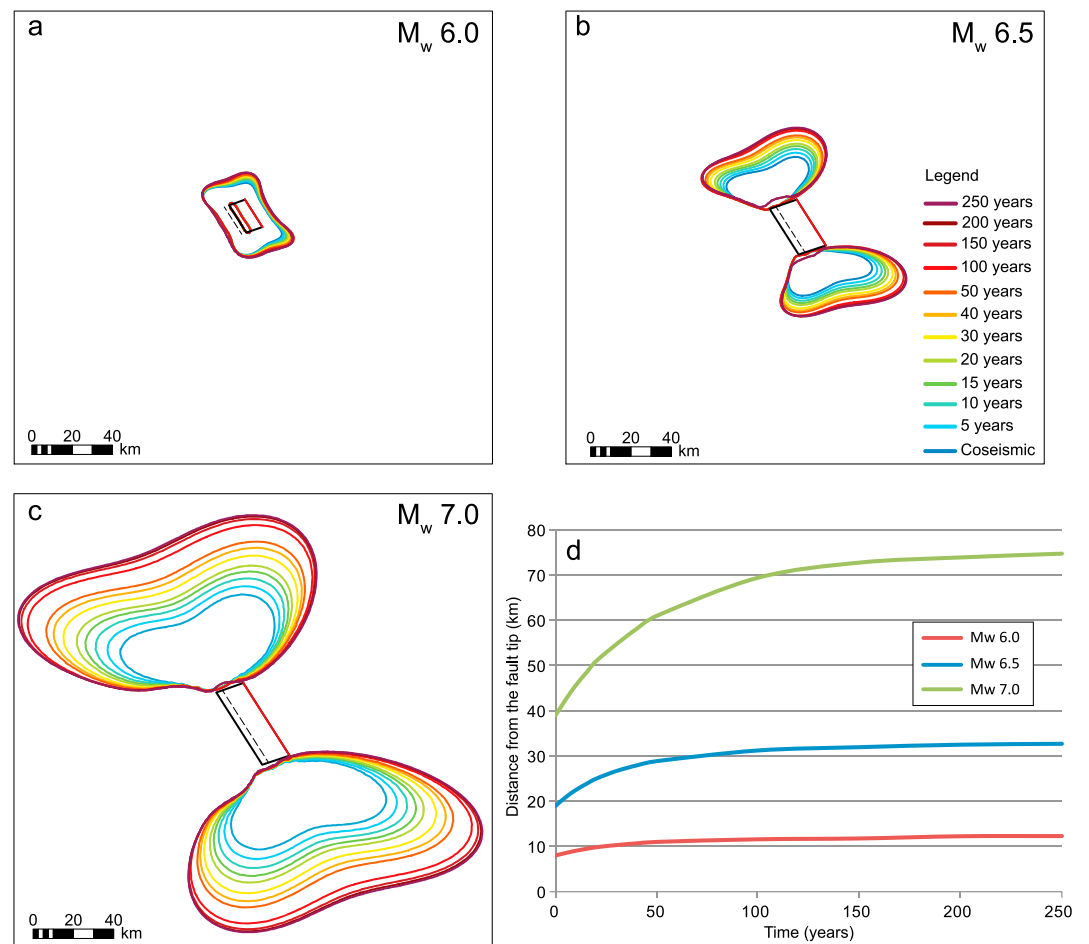 a
M_w 6.0
0 20 40
km
b
M_w 6.5
Legend
250 years
200 years
150 years
100 years
50 years
40 years
30 years
20 years
15 years
10 years
5 years
Coseismic
0 20 40
km
c
M_w 7.0
0 20 40
km
d
Distance from the fault tip (km)
80
70
60
50
40
30
20
10
0
Mw 6.0
Mw 6.5
Mw 7.0
0 50 100 150 200 250
Time (years)